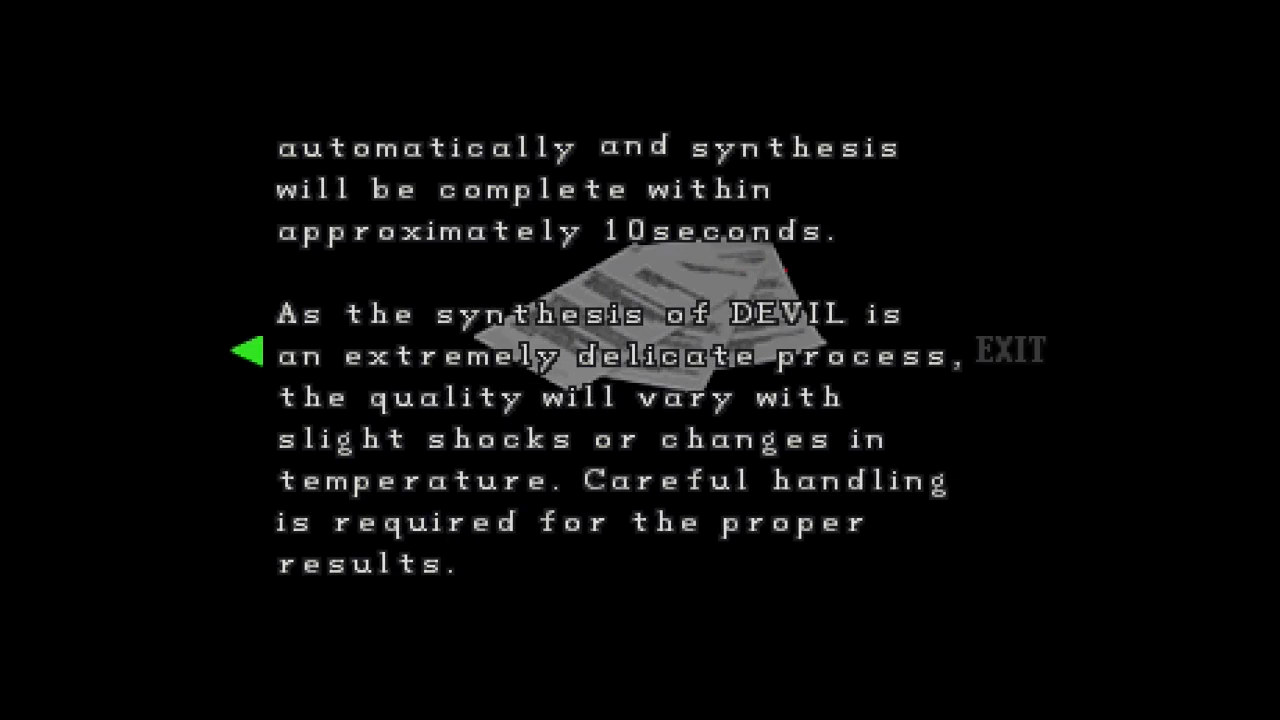 automatically and synthesis
will be complete within
approximately 10seconds.
As the synthesis of DEVIL is
an extremely delicate process,
EXIT
the quality will vary with
slight shocks or changes in
temperature. Careful handling
is required for the proper
results.